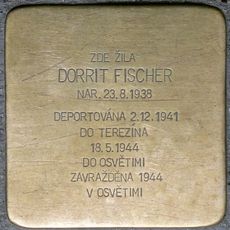 ZDE ŽILA
DORRIT FISCHER
NAR. 23.8.1938
DEPORTOVÁNA 2.12.1941
DO TEREZÍNA
18.5.1944
DO OSVĚTIMI
ZAVRAŽDĚNA 1944
V OSVĚTIMI